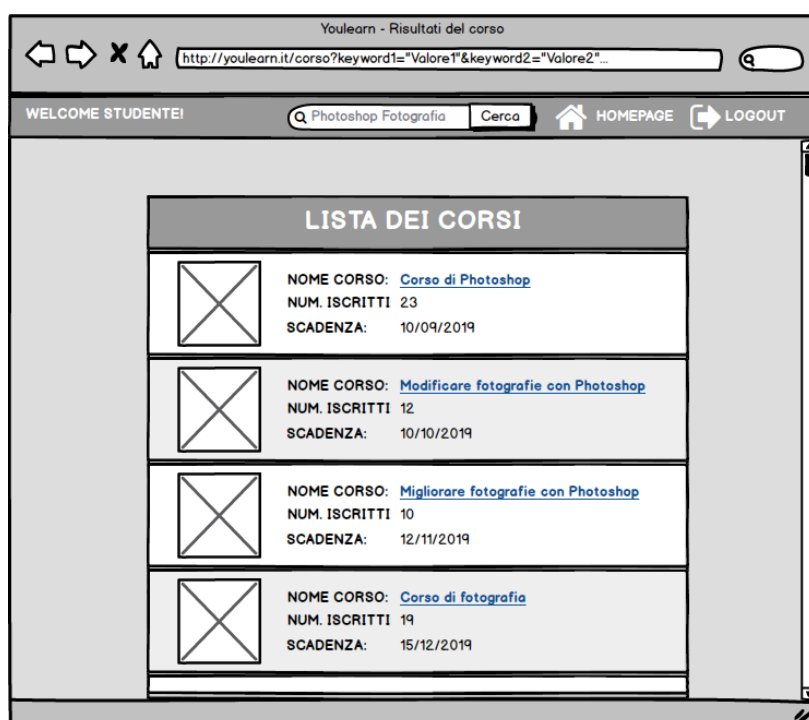 Youlearn - Risultati del corso
http://youlearn.it/corso?keyword1="Valore1"&keyword2="Valore2"...
WELCOME STUDENTE!
Photoshop Fotografia
Cerca
HOMEPAGE
LOGOUT
LISTA DEI CORSI
NOME CORSO: Corso di Photoshop
NUM. ISCRITTI 23
SCADENZA: 10/09/2019
NOME CORSO: Modificare fotografie con Photoshop
NUM. ISCRITTI 12
SCADENZA: 10/10/2019
NOME CORSO: Migliorare fotografie con Photoshop
NUM. ISCRITTI 10
SCADENZA: 12/11/2019
NOME CORSO: Corso di fotografia
NUM. ISCRITTI 19
SCADENZA: 15/12/2019